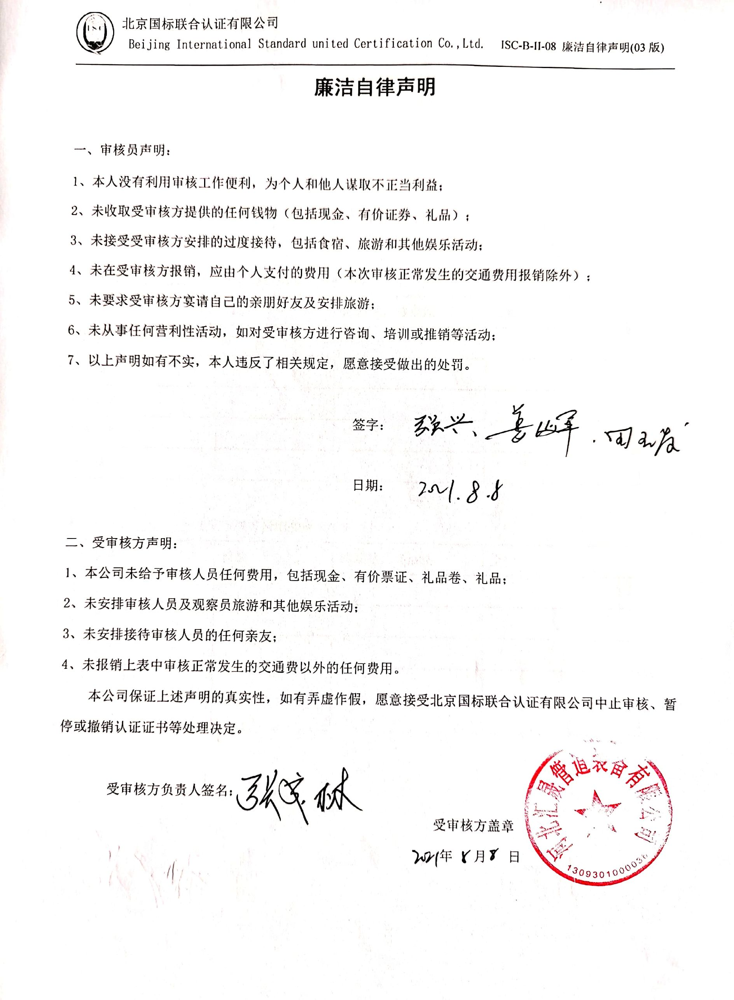 ISC
北京国标联合认证有限公司
Beijing International Standard united Certification Co.,Ltd. ISC-B-II-08 廉洁自律声明(03 版)
廉洁自律声明
一、审核员声明：
1、本人没有利用审核工作便利，为个人和他人谋取不正当利益；
2、未收取受审核方提供的任何钱物（包括现金、有价证券、礼品）；
3、未接受受审核方安排的过度接待，包括食宿、旅游和其他娱乐活动；
4、未在受审核方报销，应由个人支付的费用（本次审核正常发生的交通费用报销除外）；
5、未要求受审核方宴请自己的亲朋好友及安排旅游；
6、未从事任何营利性活动，如对受审核方进行咨询、培训或推销等活动；
7、以上声明如有不实，本人违反了相关规定，愿意接受做出的处罚。
签字：
日期： 2021.8.8
二、受审核方声明：
1、本公司未给予审核人员任何费用，包括现金、有价票证、礼品卷、礼品；
2、未安排审核人员及观察员旅游和其他娱乐活动；
3、未安排接待审核人员的任何亲友；
4、未报销上表中审核正常发生的交通费以外的任何费用。
本公司保证上述声明的真实性，如有弄虚作假，愿意接受北京国标联合认证有限公司中止审核、暂
停或撤销认证证书等处理决定。
受审核方负责人签名：
受审核方盖章
2021年 8 月 8 日
河北汇晟管道装备有限公司
1309301000036